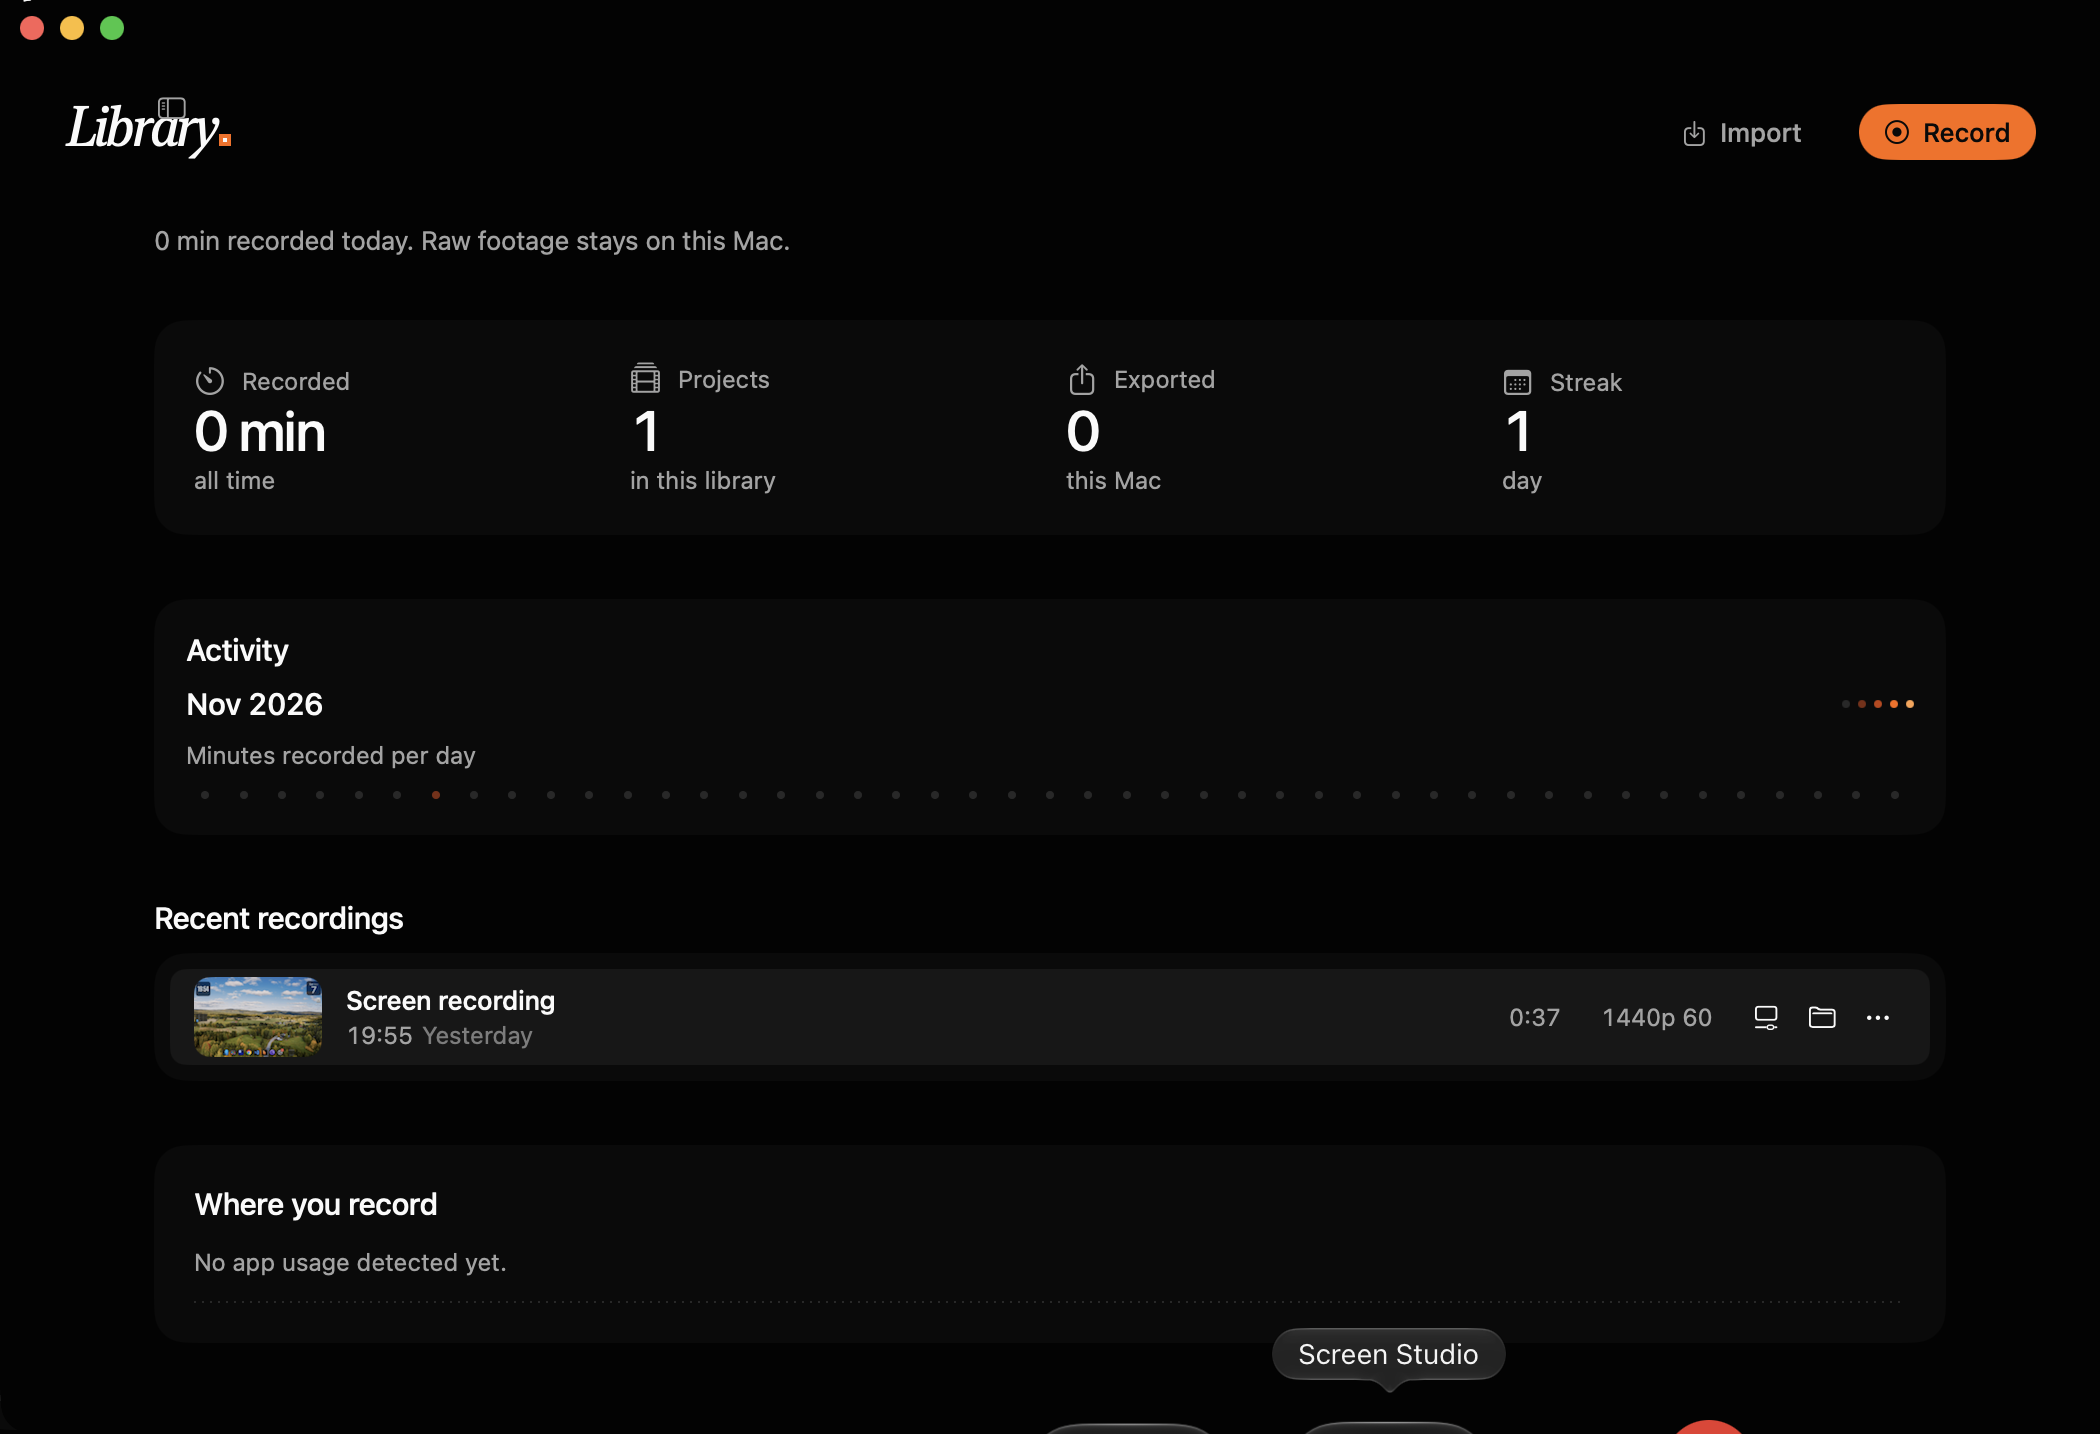 Library.
Import
Record
0 min recorded today. Raw footage stays on this Mac.
Recorded
0 min
all time
Projects
1
in this library
Exported
0
this Mac
Streak
1
day
Activity
Nov 2026
Minutes recorded per day
Recent recordings
Screen recording
19:55 Yesterday
0:37
1440p 60
Where you record
No app usage detected yet.
Screen Studio